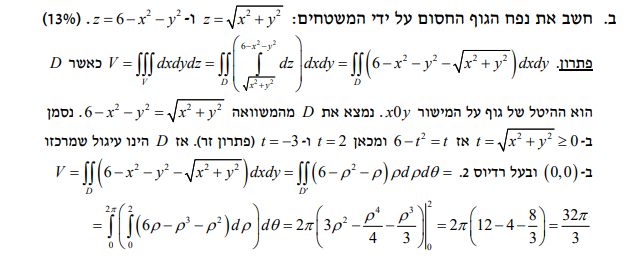 ב. חשב את נפח הגוף החסום על ידי המשטחים: z = √(x² + y²) ו- z = 6 − x² − y². (13%)
פתרון. V = ∭_V dxdydz = ∬_D ( ∫_{√(x²+y²)}^{6−x²−y²} dz ) dxdy = ∬_D (6 − x² − y² − √(x² + y²)) dxdy כאשר D
הוא ההיטל של גוף על המישור x0y. נמצא את D מהמשוואה 6 − x² − y² = √(x² + y²). נסמן
ב- t = √(x² + y²) ≥ 0 אז 6 − t² = t ומכאן t = 2 ו- t = −3 (פתרון זר). אז D הינו עיגול שמרכזו
ב- (0,0) ובעל רדיוס 2. V = ∬_D (6 − x² − y² − √(x² + y²)) dxdy = ∬_{D'} (6 − ρ² − ρ) ρdρdθ =
= ∫_0^{2π} ( ∫_0^2 (6ρ − ρ³ − ρ²) dρ ) dθ = 2π (3ρ² − ρ⁴/4 − ρ³/3) |_0^2 = 2π (12 − 4 − 8/3) = 32π/3